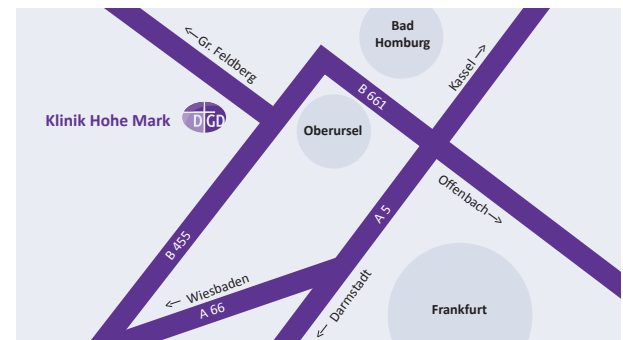 Bad
Homburg
← Gr. Feldberg
Kassel →
B 661
Klinik Hohe Mark
DGD
Oberursel
Offenbach →
A 5
B 455
← Wiesbaden
A 66
← Darmstadt
Frankfurt